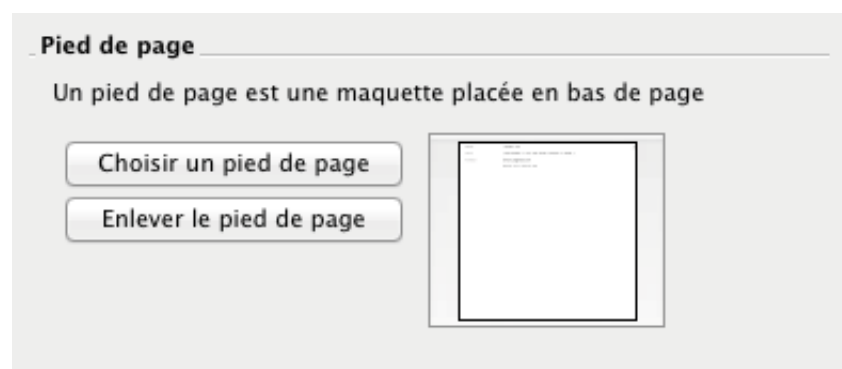 Pied de page
Un pied de page est une maquette placée en bas de page
Choisir un pied de page
Enlever le pied de page